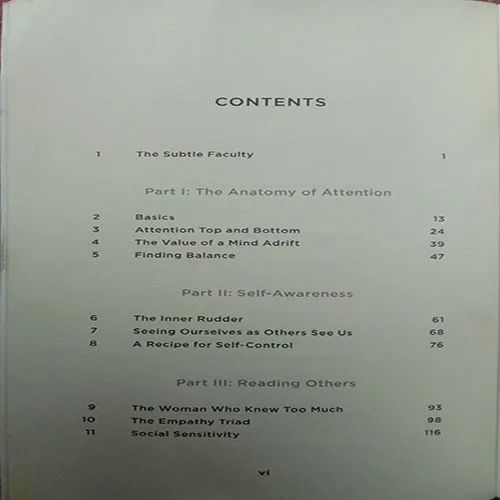 CONTENTS
1 The Subtle Faculty 1
Part I: The Anatomy of Attention
2 Basics 13
3 Attention Top and Bottom 24
4 The Value of a Mind Adrift 39
5 Finding Balance 47
Part II: Self-Awareness
6 The Inner Rudder 61
7 Seeing Ourselves as Others See Us 68
8 A Recipe for Self-Control 76
Part III: Reading Others
9 The Woman Who Knew Too Much 93
10 The Empathy Triad 98
11 Social Sensitivity 116
vi